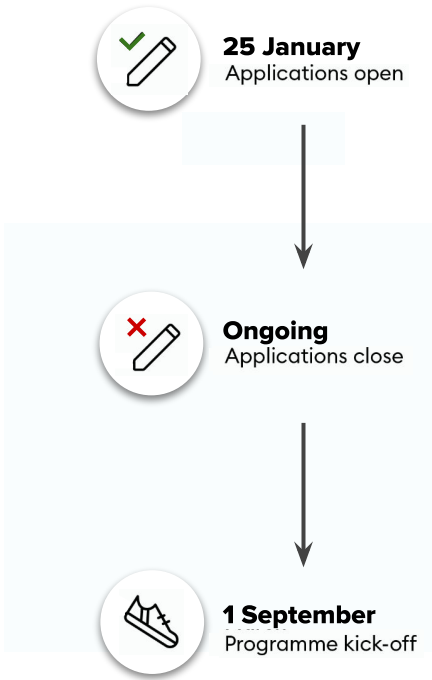 25 January
Applications open
Ongoing
Applications close
1 September
Programme kick-off